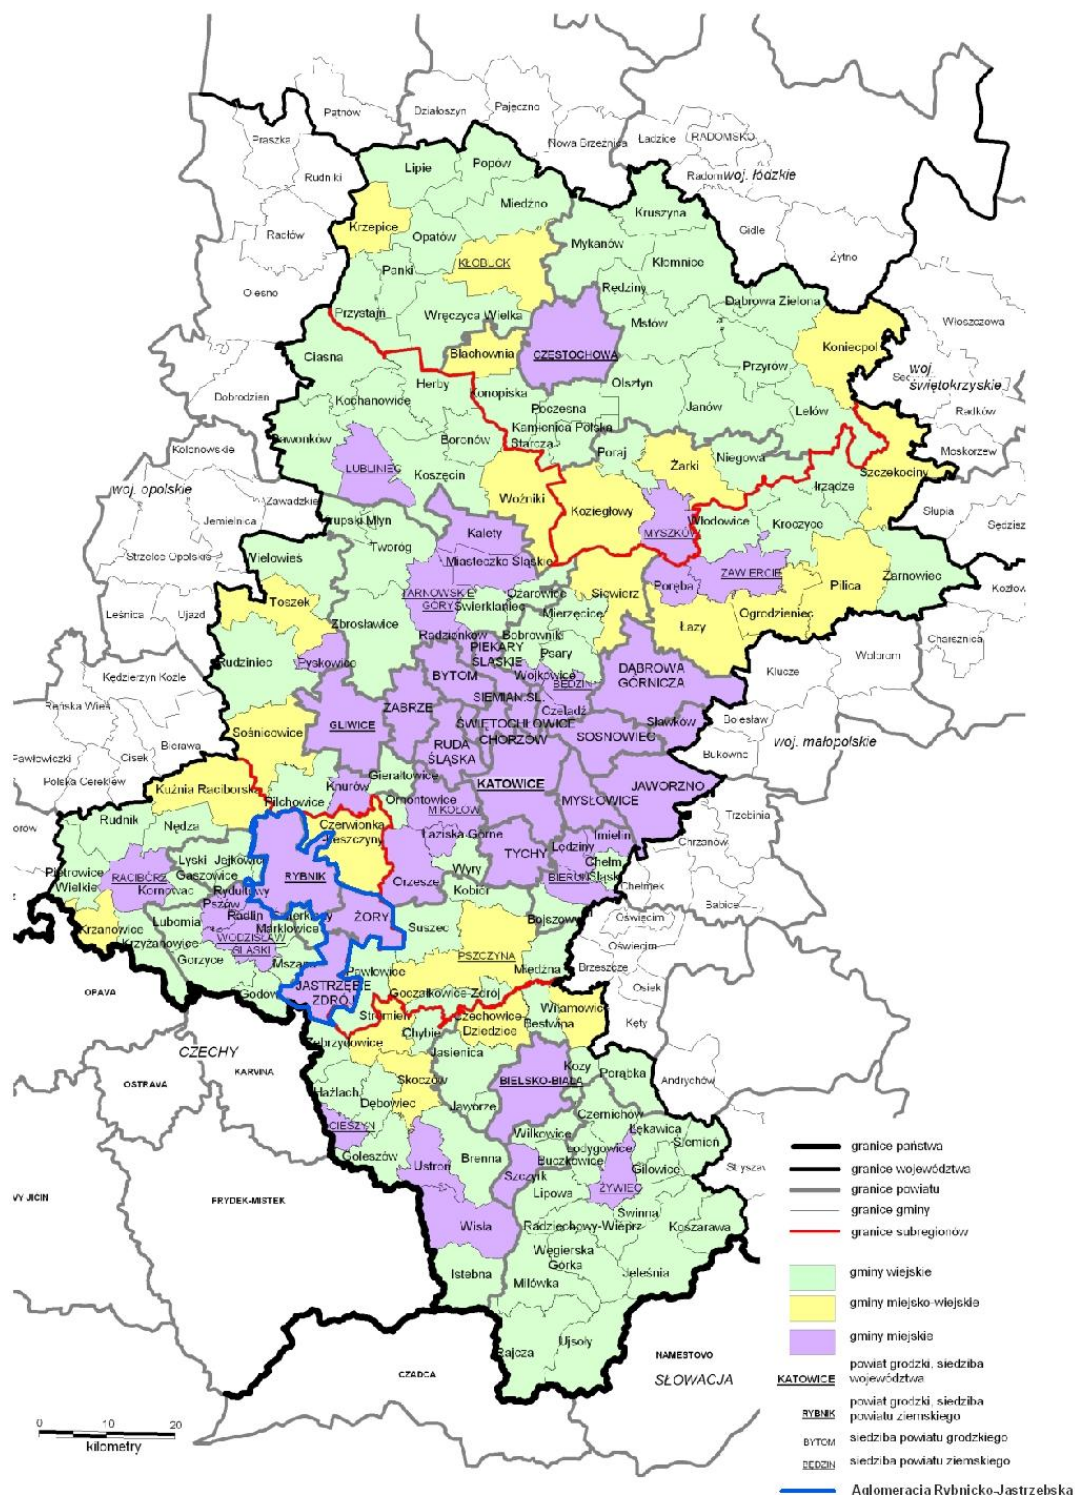 Patnów
Działoszyn
Pajęczno
Praszka
Nowa Brzeźnica
Ładzice
RADOMSKO
Rudniki
Lipie
Popów
woj. łódzkie
Miedźno
Kruszyna
Krzepice
Gidle
Racłów
Opatów
Mykanów
Żytno
KŁOBUCK
Kłomnice
Panki
Olesno
Rędziny
Dąbrowa Zielona
Przystajń
Wręczyca Wielka
Mstów
Włoszczowa
Koniecpol
Ciasna
Blachownia
CZĘSTOCHOWA
Przyrów
woj.
świętokrzyskie
Dobrodzień
Herby
Konopiska
Olsztyn
Kochanowice
Janów
Lelów
Radków
Poczesna
Kamienica Polska
Pawonków
Boronów
Starcza
Kolonowskie
Poraj
Żarki
Niegowa
Moskorzew
LUBLINIEC
Koszęcin
Szczekociny
woj. opolskie
Woźniki
Irządze
Zawadzkie
Koziegłowy
Słupia
Jemielnica
Krupski Młyn
Kalety
MYSZKÓW
Włodowice
Kroczyce
Tworóg
Strzelce Opolskie
Wielowieś
Miasteczko Śląskie
ZAWIERCIE
Poręba
Pilica
Żarnowiec
Toszek
TARNOWSKIE
GÓRY
Ożarowice
Siewierz
Świerklaniec
Mierzęcice
Leśnica
Ujazd
Zbrosławice
Łazy
Ogrodzieniec
Radzionków
Bobrowniki
Charsznica
PIEKARY
ŚLĄSKIE
Psary
Rudziniec
Pyskowice
DĄBROWA
GÓRNICZA
Wolbrom
Klucze
Kędzierzyn Koźle
BYTOM
Wojkowice
BĘDZIN
SIEMIAN.ŚL.
Reńska Wieś
ZABRZE
Czeladź
Sławków
Bolesław
GLIWICE
Sośnicowice
ŚWIĘTOCHŁOWICE
CHORZÓW
SOSNOWIEC
woj. małopolskie
Bierawa
RUDA
ŚLĄSKA
Bukowno
Pawłowiczki
Cisek
Polska Cerekiew
Gierałtowice
KATOWICE
Kuźnia Raciborska
Knurów
JAWORZNO
Pilchowice
Ornontowice
MYSŁOWICE
MIKOŁÓW
Rudnik
Nędza
Czerwionka
-Leszczyny
Trzebinia
Łaziska Górne
Imielin
Lędziny
Chrzanów
Lyski
Jejkowice
TYCHY
Pietrowice
Wielkie
RACIBÓRZ
Gaszowice
RYBNIK
Wyry
BIERUŃ
Chełm
Śląski
Kornowac
Rydułtowy
Orzesze
Kobiór
Chełmek
Pszów
Babice
Krzanowice
Lubomia
Radlin
Świerklany
ŻORY
Suszec
Bojszowy
Oświęcim
Marklowice
Krzyżanowice
WODZISŁAW
ŚLĄSKI
Gorzyce
Mszana
Pawłowice
PSZCZYNA
Oświęcim
Miedźna
Brzeszcze
OPAVA
Godów
JASTRZĘBIE
ZDRÓJ
Goczałkowice-Zdrój
Osiek
Strumień
Wilamowice
Czechowice
Dziedzice
Bestwina
Kęty
Chybie
Zebrzydowice
CZECHY
Jasienica
KARVINA
OSTRAVA
Kozy
Porąbka
Andrychów
Skoczów
BIELSKO-BIAŁA
Hażlach
Dębowiec
Jaworze
Czernichów
CIESZYN
Łękawica
Wilkowice
Ślemień
Goleszów
Brenna
Łodygowice
Buczkowice
Ustroń
Gilowice
Szczyrk
ŻYWIEC
FRYDEK-MISTEK
Lipowa
Świnna
Wisła
Radziechowy-Wieprz
Koszarawa
Węgierska
Górka
Istebna
Milówka
Jeleśnia
Ujsoły
Rajcza
NAMESTOVO
CZADCA
SŁOWACJA
0 10 20
kilometry
granice państwa
granice województwa
granice powiatu
granice gminy
granice subregionów
gminy wiejskie
gminy miejsko-wiejskie
gminy miejskie
KATOWICE powiat grodzki, siedziba
województwa
RYBNIK powiat grodzki, siedziba
powiatu ziemskiego
BYTOM siedziba powiatu grodzkiego
BĘDZIN siedziba powiatu ziemskiego
Aglomeracja Rybnicko-Jastrzębska